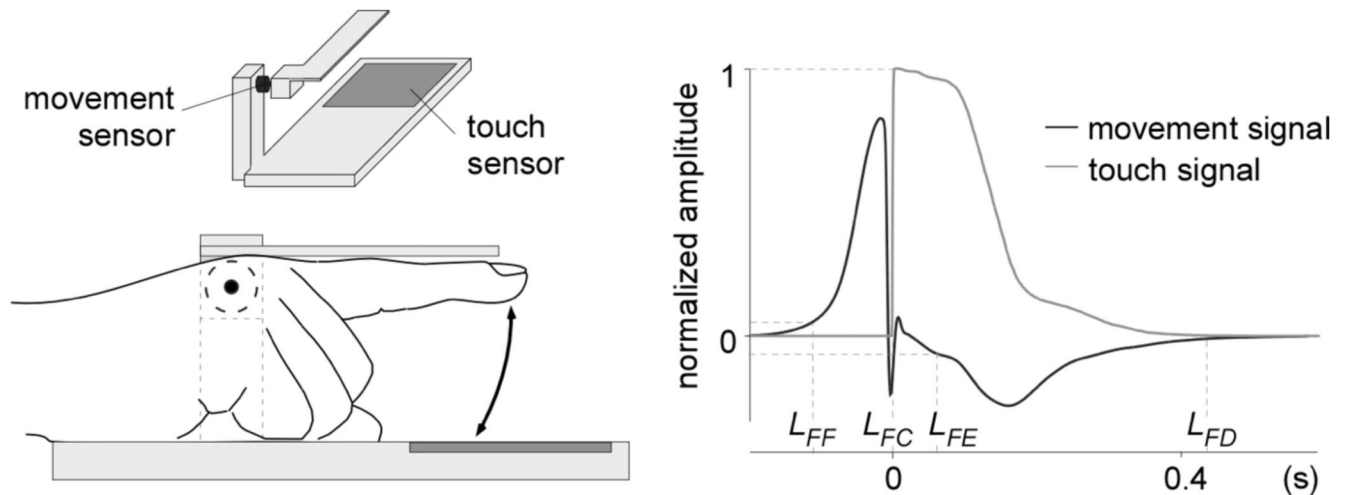 movement
sensor
touch
sensor
normalized amplitude
1
0
movement signal
touch signal
L_FF
L_FC
L_FE
L_FD
0
0.4
(s)